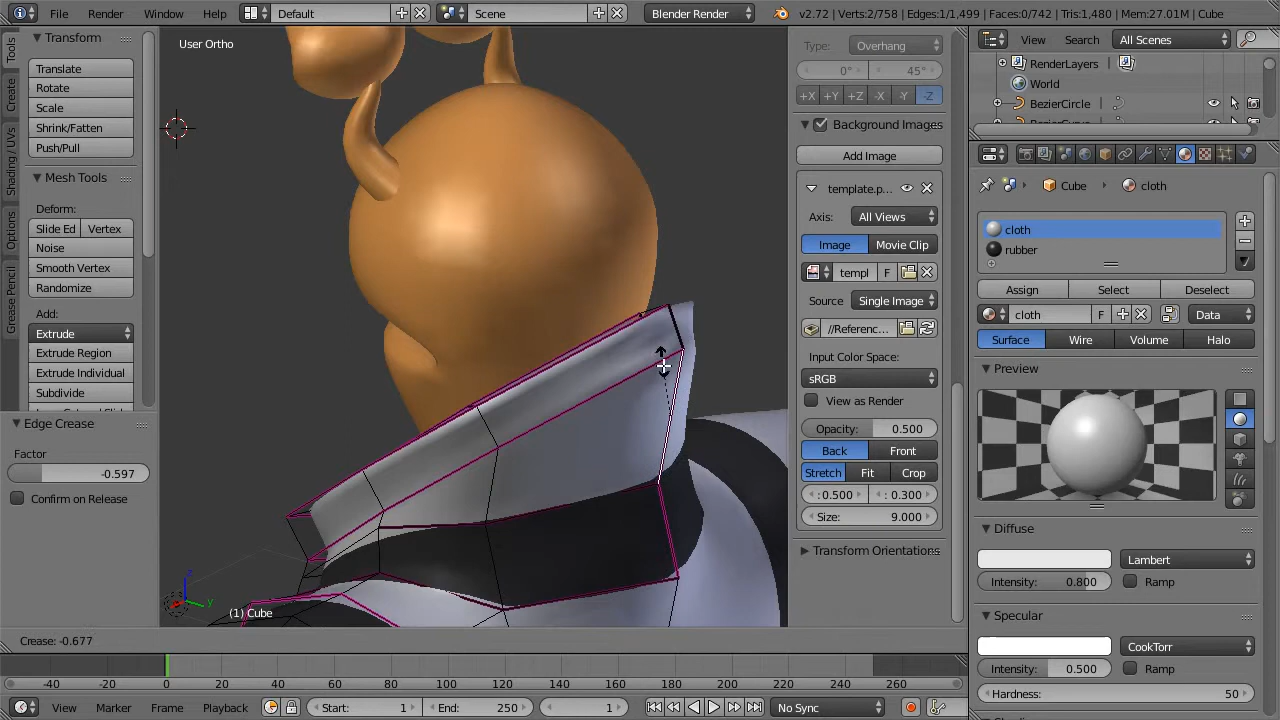 File Render Window Help Default Scene Blender Render v2.72 | Verts:2/758 | Edges:1/1,499 | Faces:0/742 | Tris:1,480 | Mem:27.01M | Cube
Tools
Create
Shading / UVs
Options
Grease Pencil
Transform
Translate
Rotate
Scale
Shrink/Fatten
Push/Pull
Mesh Tools
Deform:
Slide Ed Vertex
Noise
Smooth Vertex
Randomize
Add:
Extrude
Extrude Region
Extrude Individual
Subdivide
Edge Crease
Factor
-0.597
Confirm on Release
User Ortho
(1) Cube
Crease: -0.677
Type: Overhang
0° 45°
+X +Y +Z -X -Y -Z
Background Images
Add Image
template.p...
Axis: All Views
Image Movie Clip
templ F
Source Single Image
//Referenc...
Input Color Space:
sRGB
View as Render
Opacity: 0.500
Back Front
Stretch Fit Crop
:0.500 : 0.300
Size: 9.000
Transform Orientations
View Search All Scenes
RenderLayers
World
BezierCircle
Cube cloth
cloth
rubber
Assign Select Deselect
cloth F Data
Surface Wire Volume Halo
Preview
Diffuse
Lambert
Intensity: 0.800 Ramp
Specular
CookTorr
Intensity: 0.500 Ramp
Hardness: 50
-40 -20 0 20 40 60 80 100 120 140 160 180 200 220 240 260
View Marker Frame Playback Start: 1 End: 250 1 No Sync